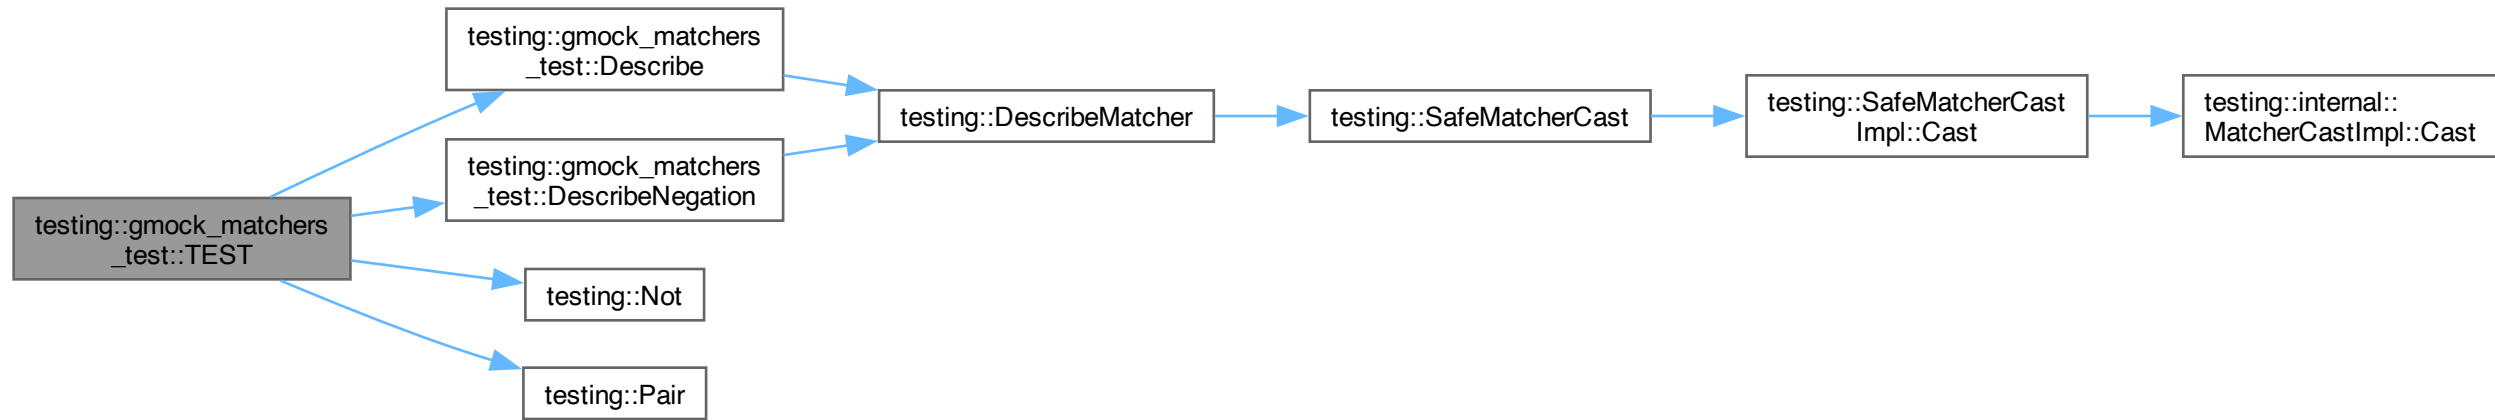 testing::gmock_matchers
_test::TEST
testing::gmock_matchers
_test::Describe
testing::gmock_matchers
_test::DescribeNegation
testing::Not
testing::Pair
testing::DescribeMatcher
testing::SafeMatcherCast
testing::SafeMatcherCast
Impl::Cast
testing::internal::
MatcherCastImpl::Cast